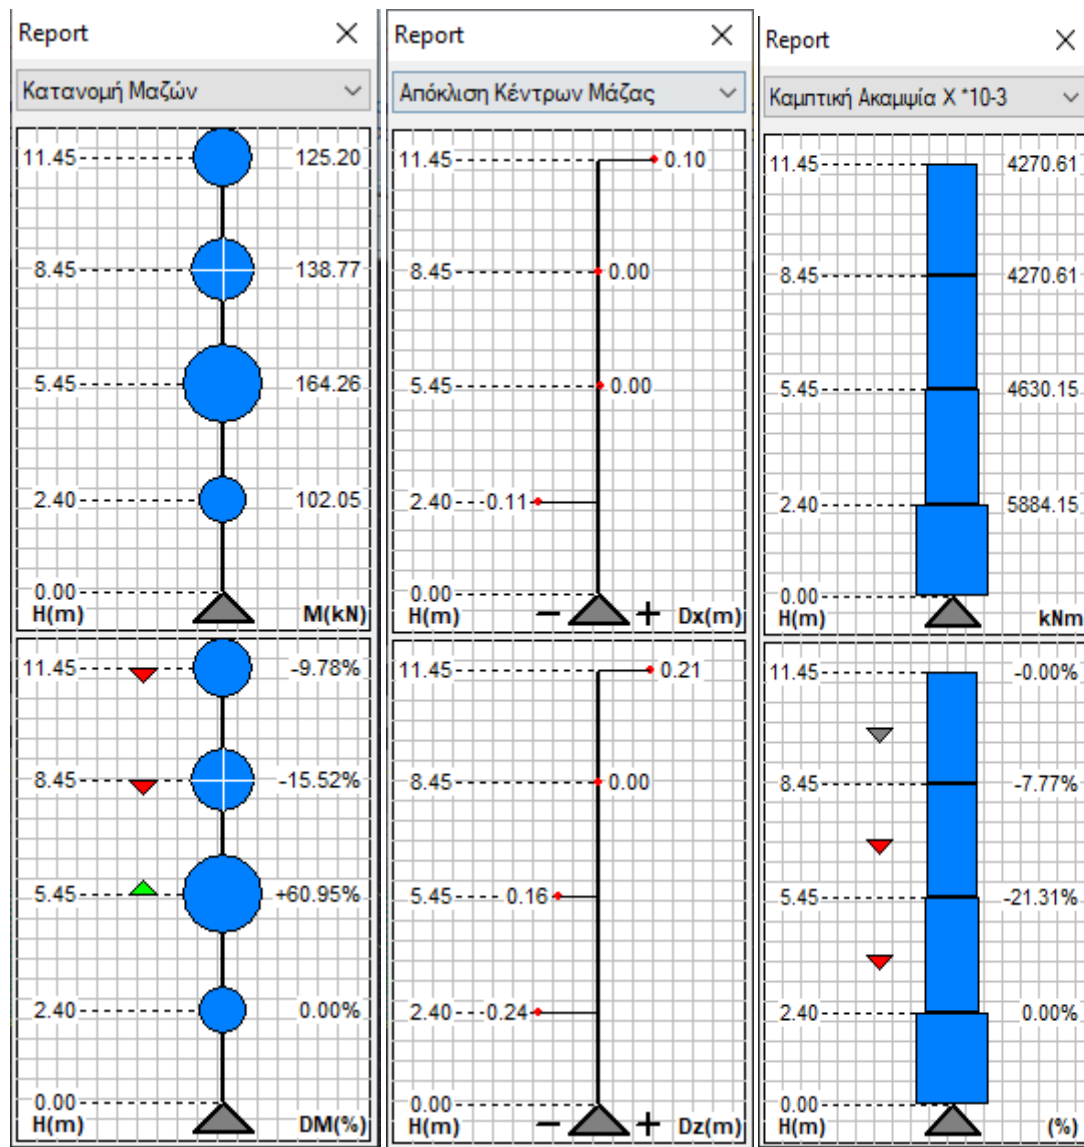 Report
Κατανομή Μαζών
11.45 125.20
8.45 138.77
5.45 164.26
2.40 102.05
0.00
H(m) M(kN)
11.45 -9.78%
8.45 -15.52%
5.45 +60.95%
2.40 0.00%
0.00
H(m) DM(%)
Report
Απόκλιση Κέντρων Μάζας
11.45 0.10
8.45 0.00
5.45 0.00
2.40 0.11
0.00
H(m) − + Dx(m)
11.45 0.21
8.45 0.00
5.45 0.16
2.40 0.24
0.00
H(m) − + Dz(m)
Report
Καμπτική Ακαμψία X *10-3
11.45 4270.61
8.45 4270.61
5.45 4630.15
2.40 5884.15
0.00
H(m) kNm
11.45 -0.00%
8.45 -7.77%
5.45 -21.31%
2.40 0.00%
0.00
H(m) (%)